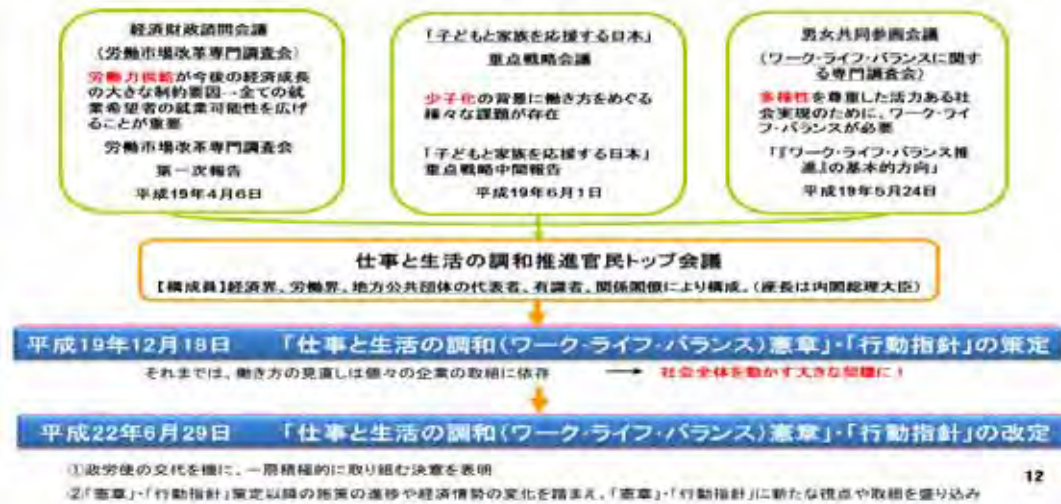 経済財政諮問会議
（労働市場改革専門調査会）
労働力供給が今後の経済成長
の大きな制約要因→全ての就
業希望者の就業可能性を広げ
ることが重要
労働市場改革専門調査会
第一次報告
平成19年4月6日
「子どもと家族を応援する日本」
重点戦略会議
少子化の背景に働き方をめぐる
様々な課題が存在
「子どもと家族を応援する日本」
重点戦略中間報告
平成19年6月1日
男女共同参画会議
（ワーク・ライフ・バランスに関す
る専門調査会）
多様性を尊重した活力ある社
会実現のために、ワーク・ライ
フ・バランスが必要
「『ワーク・ライフ・バランス推
進』の基本的方向」
平成19年5月24日
仕事と生活の調和推進官民トップ会議
【構成員】経済界、労働界、地方公共団体の代表者、有識者、関係閣僚により構成。（座長は内閣総理大臣）
平成19年12月18日　「仕事と生活の調和（ワーク・ライフ・バランス）憲章」・「行動指針」の策定
それまでは、働き方の見直しは個々の企業の取組に依存 → 社会全体を動かす大きな問題に！
平成22年6月29日　「仕事と生活の調和（ワーク・ライフ・バランス）憲章」・「行動指針」の改定
①政労使の交代を機に、一層積極的に取り組む決意を表明
②「憲章」・「行動指針」策定以降の施策の進捗や経済情勢の変化を踏まえ、「憲章」・「行動指針」に新たな視点や取組を盛り込み
12